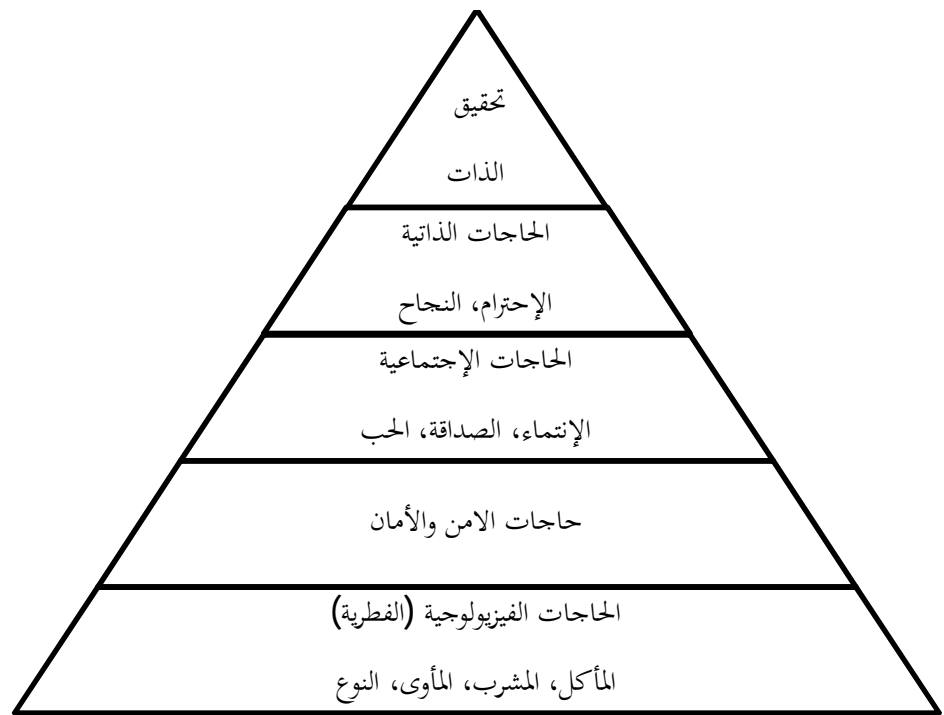 تحقيق
الذات
الحاجات الذاتية
الإحترام، النجاح
الحاجات الإجتماعية
الإنتماء، الصداقة، الحب
حاجات الامن والأمان
الحاجات الفيزيولوجية (الفطرية)
المأكل، المشرب، المأوى، النوع